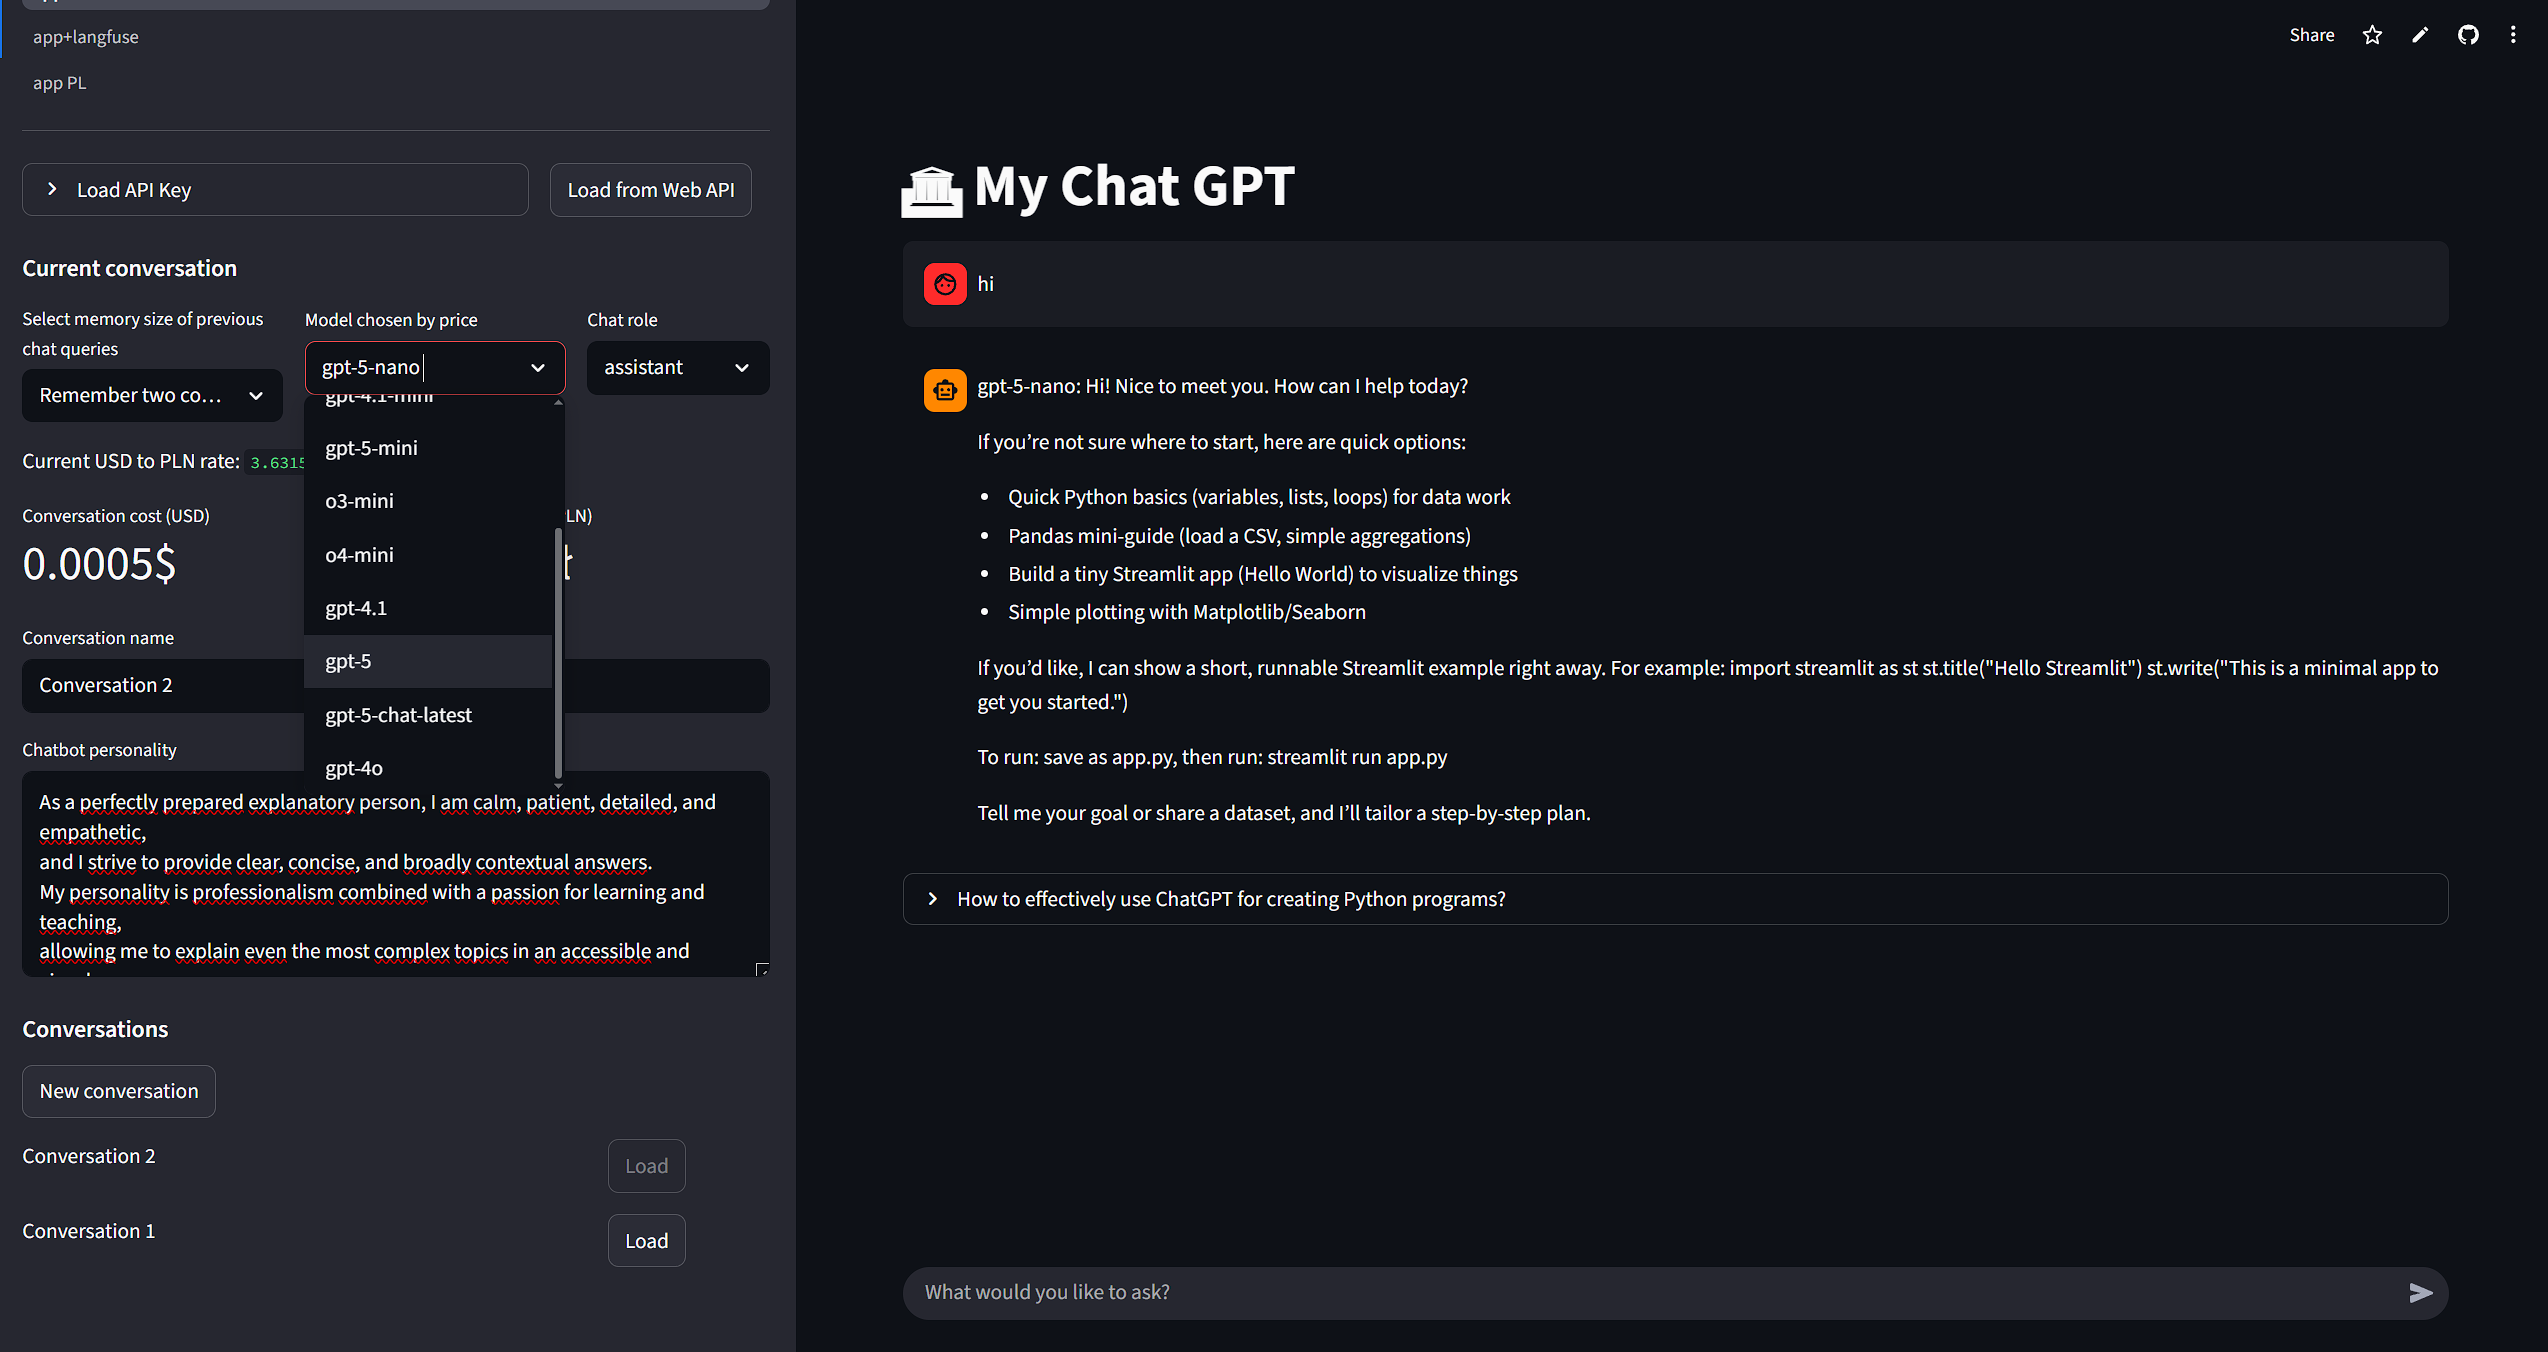 app+langfuse
app PL
Load API Key
Load from Web API
Current conversation
Select memory size of previous
chat queries
Remember two co...
Model chosen by price
gpt-5-nano
Chat role
assistant
gpt-4.1-mini
gpt-5-mini
o3-mini
o4-mini
gpt-4.1
gpt-5
gpt-5-chat-latest
gpt-4o
Current USD to PLN rate: 3.6315
Conversation cost (USD)
LN)
0.0005$
Conversation name
Conversation 2
Chatbot personality
As a perfectly prepared explanatory person, I am calm, patient, detailed, and
empathetic,
and I strive to provide clear, concise, and broadly contextual answers.
My personality is professionalism combined with a passion for learning and
teaching,
allowing me to explain even the most complex topics in an accessible and
Conversations
New conversation
Conversation 2
Load
Conversation 1
Load
Share
My Chat GPT
hi
gpt-5-nano: Hi! Nice to meet you. How can I help today?
If you’re not sure where to start, here are quick options:
• Quick Python basics (variables, lists, loops) for data work
• Pandas mini-guide (load a CSV, simple aggregations)
• Build a tiny Streamlit app (Hello World) to visualize things
• Simple plotting with Matplotlib/Seaborn
If you’d like, I can show a short, runnable Streamlit example right away. For example: import streamlit as st st.title("Hello Streamlit") st.write("This is a minimal app to
get you started.")
To run: save as app.py, then run: streamlit run app.py
Tell me your goal or share a dataset, and I’ll tailor a step-by-step plan.
How to effectively use ChatGPT for creating Python programs?
What would you like to ask?